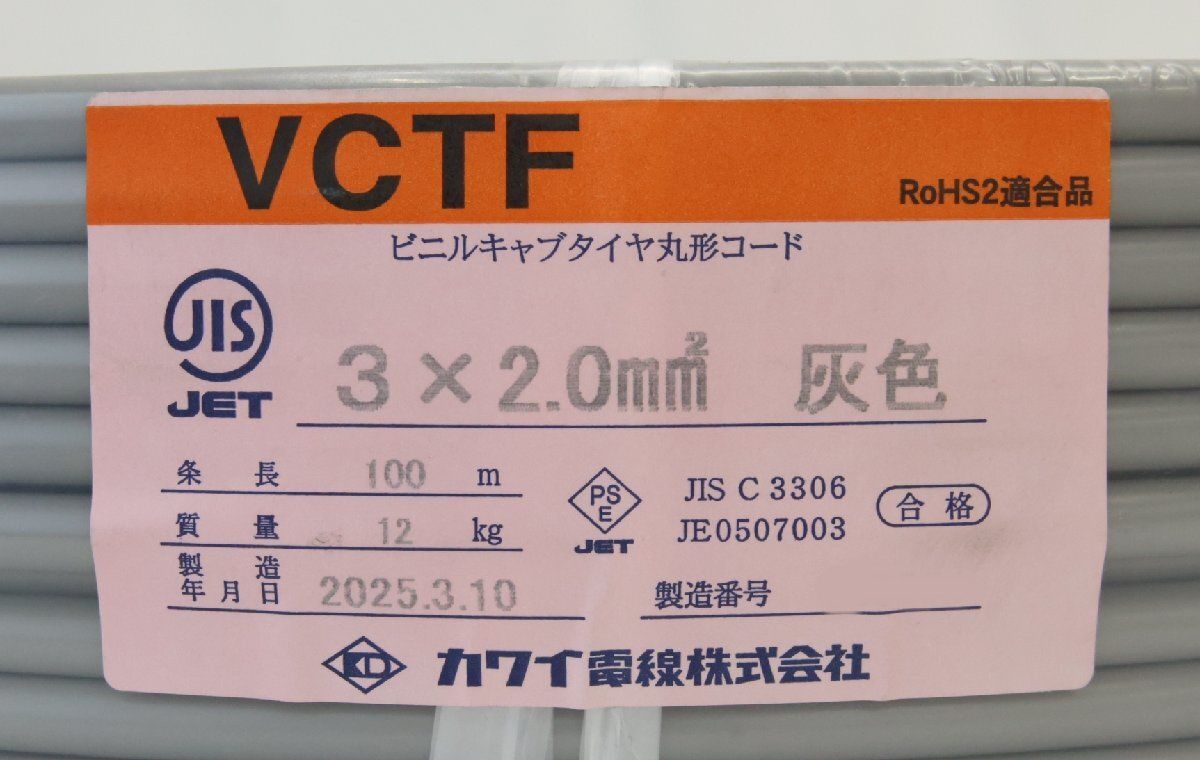 VCTF
RoHS2適合品
ビニルキャブタイヤ丸形コード
JIS
JET
3×2.0mm² 灰色
条長 100 m
質量 12 kg
製造年月日 2025.3.10
PS
E
JET
JIS C 3306
JE0507003
合格
製造番号
KD カワイ電線株式会社